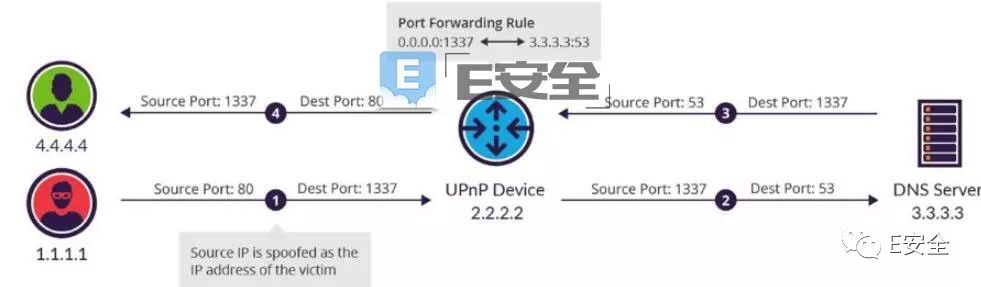 Port Forwarding Rule
0.0.0.0:1337 3.3.3.3:53
E E安全
Source Port: 1337 Dest Port: 80 Source Port: 53 Dest Port: 1337
4 3
4.4.4.4
Source Port: 80 Dest Port: 1337 UPnP Device Source Port: 1337 Dest Port: 53 DNS Server
1 2.2.2.2 2 3.3.3.3
1.1.1.1
Source IP is spoofed as the
IP address of the victim
E安全